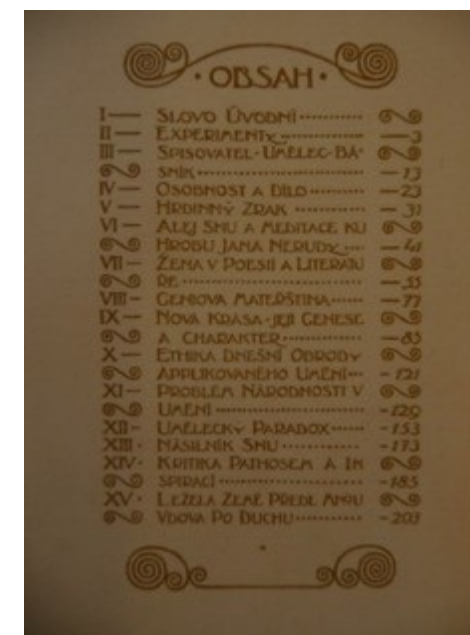 · OBSAH ·
I — SLOVO ÚVODNÍ ··········
II — EXPERIMENTY ·········· — 3
III — SPISOVATEL-UMĚLEC-BÁ-
SNÍK ·········· — 13
IV — OSOBNOST A DÍLO ········ — 23
V — HRDINNÝ ZRAK ·········· — 31
VI — ALEJ SNŮ A MEDITACE KU
HROBU JANA NERUDY ···· — 41
VII — ŽENA V POESII A LITERATU
ŘE ·········· — 55
VIII — GENIOVA MATEŘŠTINA ······ — 77
IX — NOVÁ KRÁSA-JEJÍ GENESE
A CHARAKTER ·········· — 85
X — ETHIKA DNEŠNÍ OBRODY
APPLIKOVANÉHO UMĚNÍ ··· – 121
XI — PROBLÉM NÁRODNOSTI V
UMĚNÍ ·········· – 129
XII – UMĚLECKÝ PARADOX ······ – 153
XIII · NÁSILNÍK SNU ·········· – 173
XIV · KRITIKA PATHOSEM A IN
SPIRACÍ ·········· – 185
XV · LEŽELA ZEMĚ PŘEDE MNOU
VDOVA PO DUCHU ·········· – 203